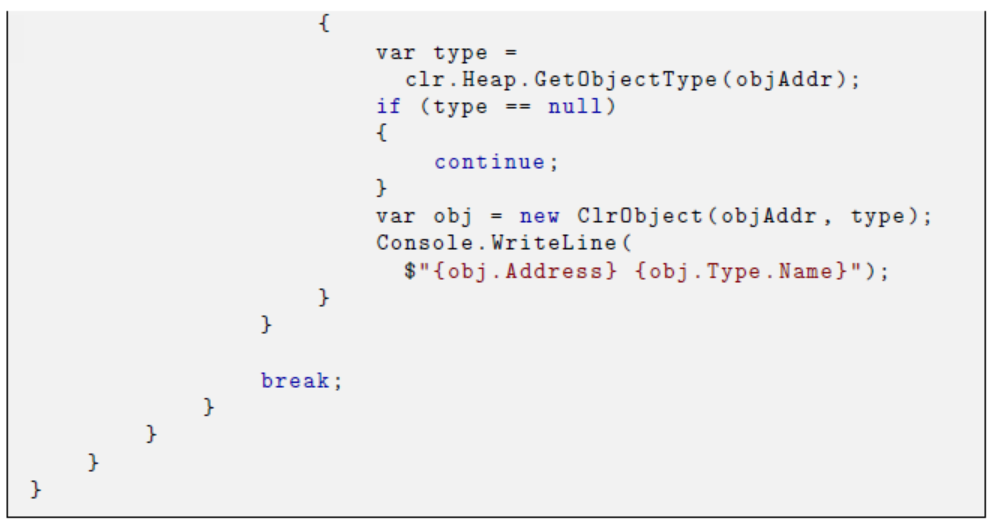 {
var type =
clr.Heap.GetObjectType(objAddr);
if (type == null)
{
continue;
}
var obj = new ClrObject(objAddr, type);
Console.WriteLine(
$"{obj.Address} {obj.Type.Name}");
}
}
break;
}
}
}
}